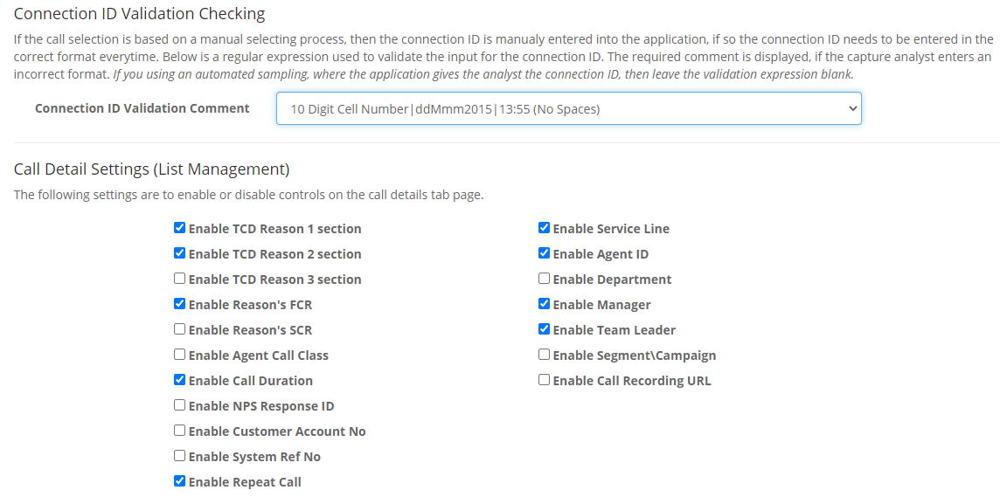 Connection ID Validation Checking
If the call selection is based on a manual selecting process, then the connection ID is manualy entered into the application, if so the connection ID needs to be entered in the
correct format everytime. Below is a regular expression used to validate the input for the connection ID. The required comment is displayed, if the capture analyst enters an
incorrect format. If you using an automated sampling, where the application gives the analyst the connection ID, then leave the validation expression blank.
Connection ID Validation Comment
10 Digit Cell Number|ddMmm2015|13:55 (No Spaces)
Call Detail Settings (List Management)
The following settings are to enable or disable controls on the call details tab page.
Enable TCD Reason 1 section
Enable TCD Reason 2 section
Enable TCD Reason 3 section
Enable Reason's FCR
Enable Reason's SCR
Enable Agent Call Class
Enable Call Duration
Enable NPS Response ID
Enable Customer Account No
Enable System Ref No
Enable Repeat Call
Enable Service Line
Enable Agent ID
Enable Department
Enable Manager
Enable Team Leader
Enable Segment\Campaign
Enable Call Recording URL